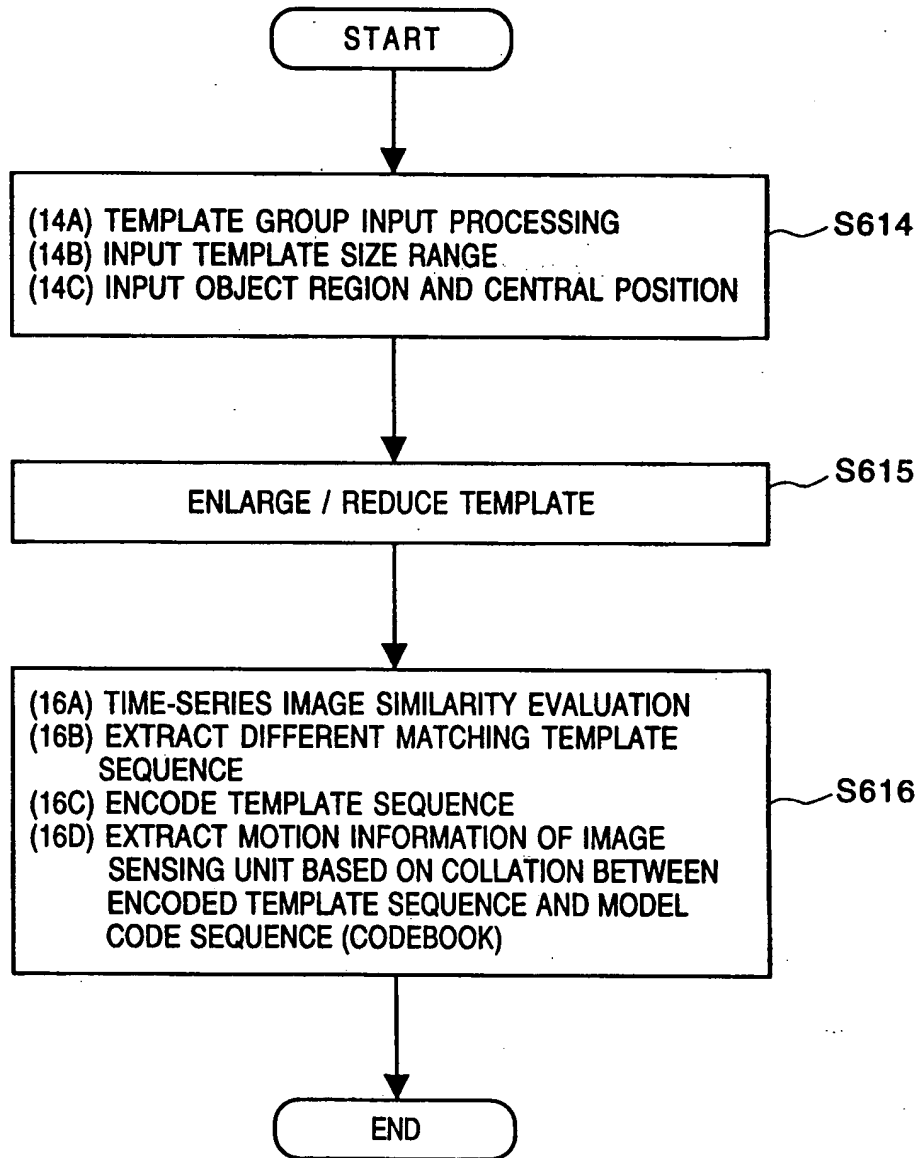 START
(14A) TEMPLATE GROUP INPUT PROCESSING
(14B) INPUT TEMPLATE SIZE RANGE
(14C) INPUT OBJECT REGION AND CENTRAL POSITION
S614
ENLARGE / REDUCE TEMPLATE
S615
(16A) TIME-SERIES IMAGE SIMILARITY EVALUATION
(16B) EXTRACT DIFFERENT MATCHING TEMPLATE
SEQUENCE
(16C) ENCODE TEMPLATE SEQUENCE
(16D) EXTRACT MOTION INFORMATION OF IMAGE
SENSING UNIT BASED ON COLLATION BETWEEN
ENCODED TEMPLATE SEQUENCE AND MODEL
CODE SEQUENCE (CODEBOOK)
S616
END